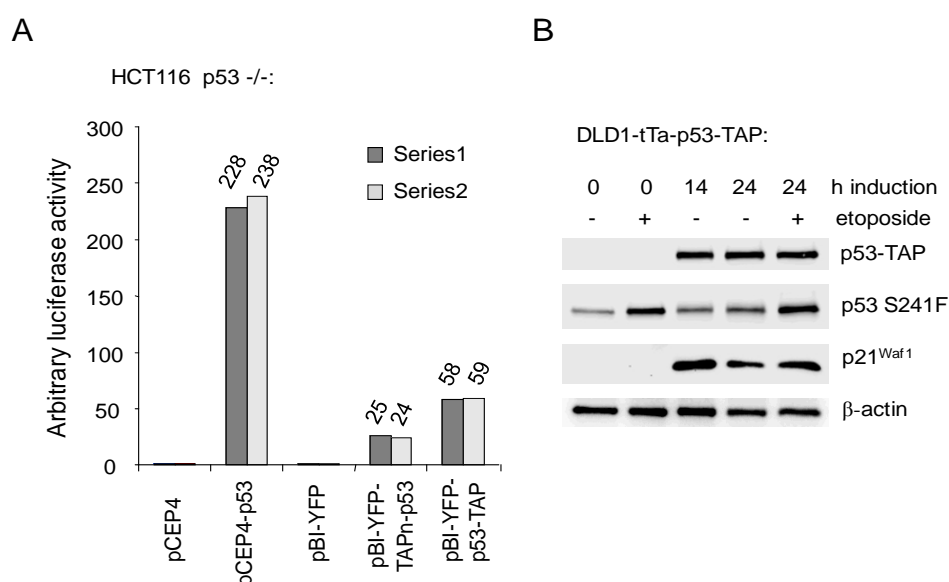 A
HCT116 p53 -/-:
Arbitrary luciferase activity
300
250
200
150
100
50
0
228
238
25
24
58
59
Series1
Series2
pCEP4
pCEP4-p53
pBI-YFP
pBI-YFP-
TAPn-p53
pBI-YFP-
p53-TAP
B
DLD1-tTa-p53-TAP:
0 0 14 24 24 h induction
- + - - + etoposide
p53-TAP
p53 S241F
p21Waf1
β-actin